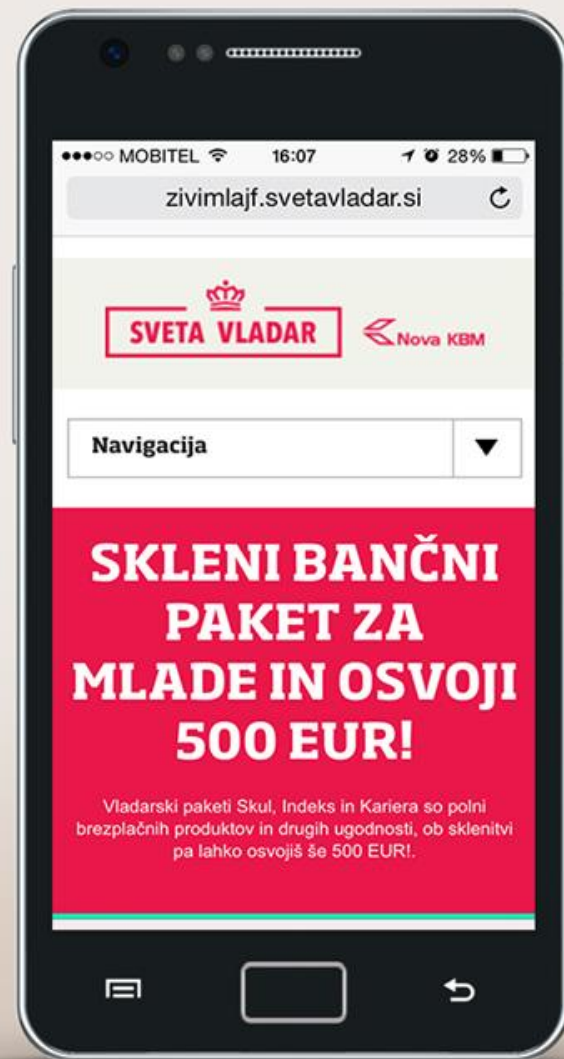 MOBITEL 16:07 28%
zivimlajf.svetavladar.si
SVETA VLADAR
Nova KBM
Navigacija
SKLENI BANČNI
PAKET ZA
MLADE IN OSVOJI
500 EUR!
Vladarski paketi Skul, Indeks in Kariera so polni
brezplačnih produktov in drugih ugodnosti, ob sklenitvi
pa lahko osvojiš še 500 EUR!.